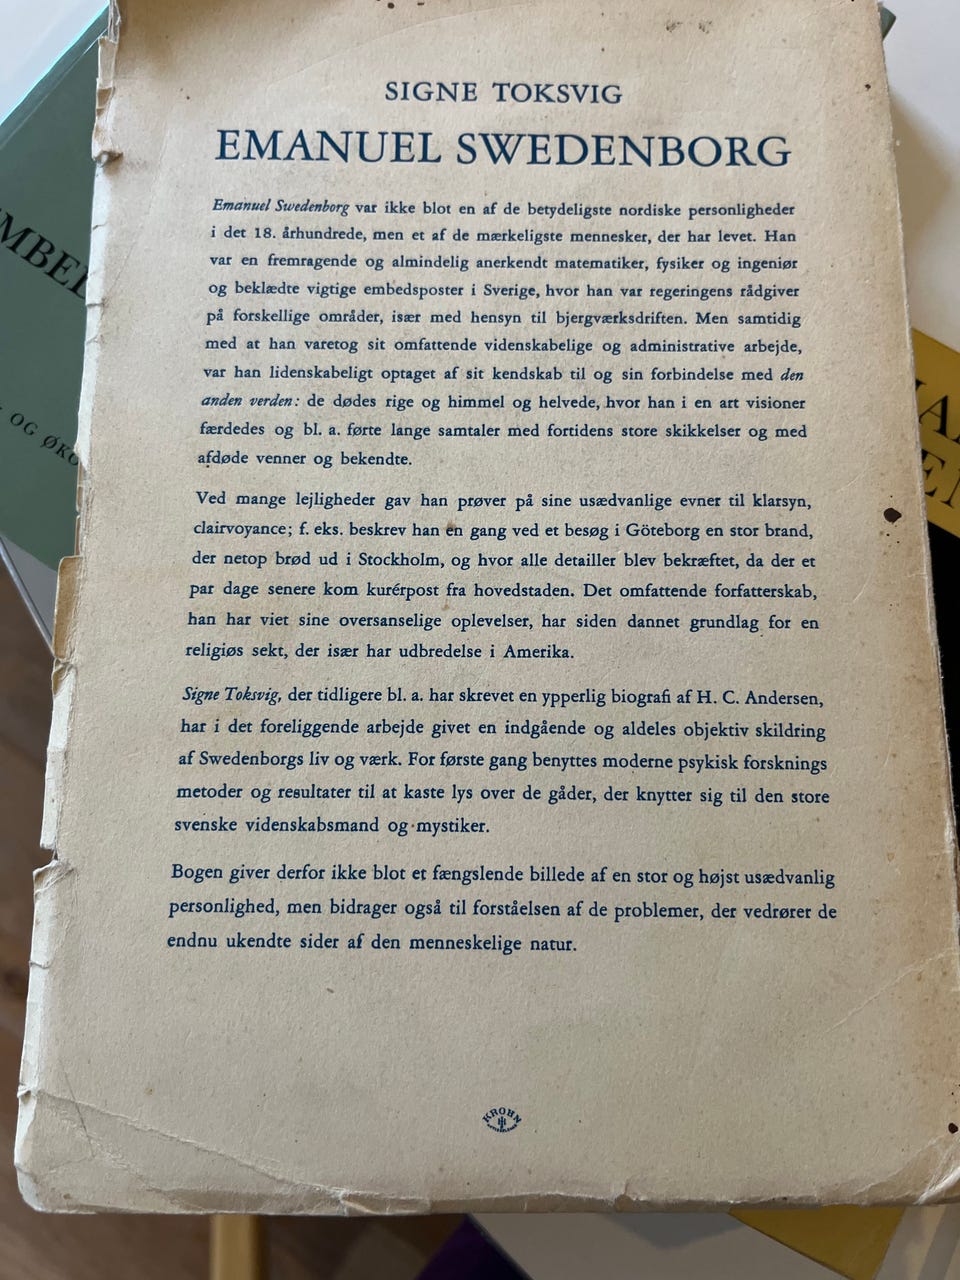 SIGNE TOKSVIG
EMANUEL SWEDENBORG
Emanuel Swedenborg var ikke blot en af de betydeligste nordiske personligheder
i det 18. århundrede, men et af de mærkeligste mennesker, der har levet. Han
var en fremragende og almindelig anerkendt matematiker, fysiker og ingeniør
og beklædte vigtige embedsposter i Sverige, hvor han var regeringens rådgiver
på forskellige områder, især med hensyn til bjergværksdriften. Men samtidig
med at han varetog sit omfattende videnskabelige og administrative arbejde,
var han lidenskabeligt optaget af sit kendskab til og sin forbindelse med den
anden verden: de dødes rige og himmel og helvede, hvor han i en art visioner
færdedes og bl. a. førte lange samtaler med fortidens store skikkelser og med
afdøde venner og bekendte.
Ved mange lejligheder gav han prøver på sine usædvanlige evner til klarsyn,
clairvoyance; f. eks. beskrev han en gang ved et besøg i Göteborg en stor brand,
der netop brød ud i Stockholm, og hvor alle detailler blev bekræftet, da der et
par dage senere kom kurérpost fra hovedstaden. Det omfattende forfatterskab,
han har viet sine oversanselige oplevelser, har siden dannet grundlag for en
religiøs sekt, der især har udbredelse i Amerika.
Signe Toksvig, der tidligere bl. a. har skrevet en ypperlig biografi af H. C. Andersen,
har i det foreliggende arbejde givet en indgående og aldeles objektiv skildring
af Swedenborgs liv og værk. For første gang benyttes moderne psykisk forsknings
metoder og resultater til at kaste lys over de gåder, der knytter sig til den store
svenske videnskabsmand og mystiker.
Bogen giver derfor ikke blot et fængslende billede af en stor og højst usædvanlig
personlighed, men bidrager også til forståelsen af de problemer, der vedrører de
endnu ukendte sider af den menneskelige natur.
KROHN
MBEL
OG ØKO